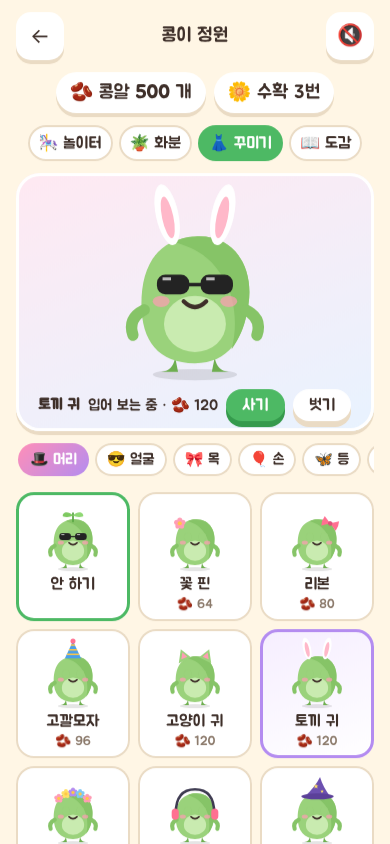 콩이 정원
콩알 500 개
수확 3번
놀이터
화분
꾸미기
도감
토끼 귀 입어 보는 중 · 120
사기
벗기
머리
얼굴
목
손
등
안 하기
꽃 핀
64
리본
80
고깔모자
96
고양이 귀
120
토끼 귀
120